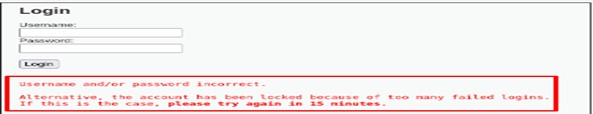 Login
Username:
Password:
Login
Username and/or password incorrect.
Alternative, the account has been locked because of too many failed logins.
If this is the case, please try again in 15 minutes.